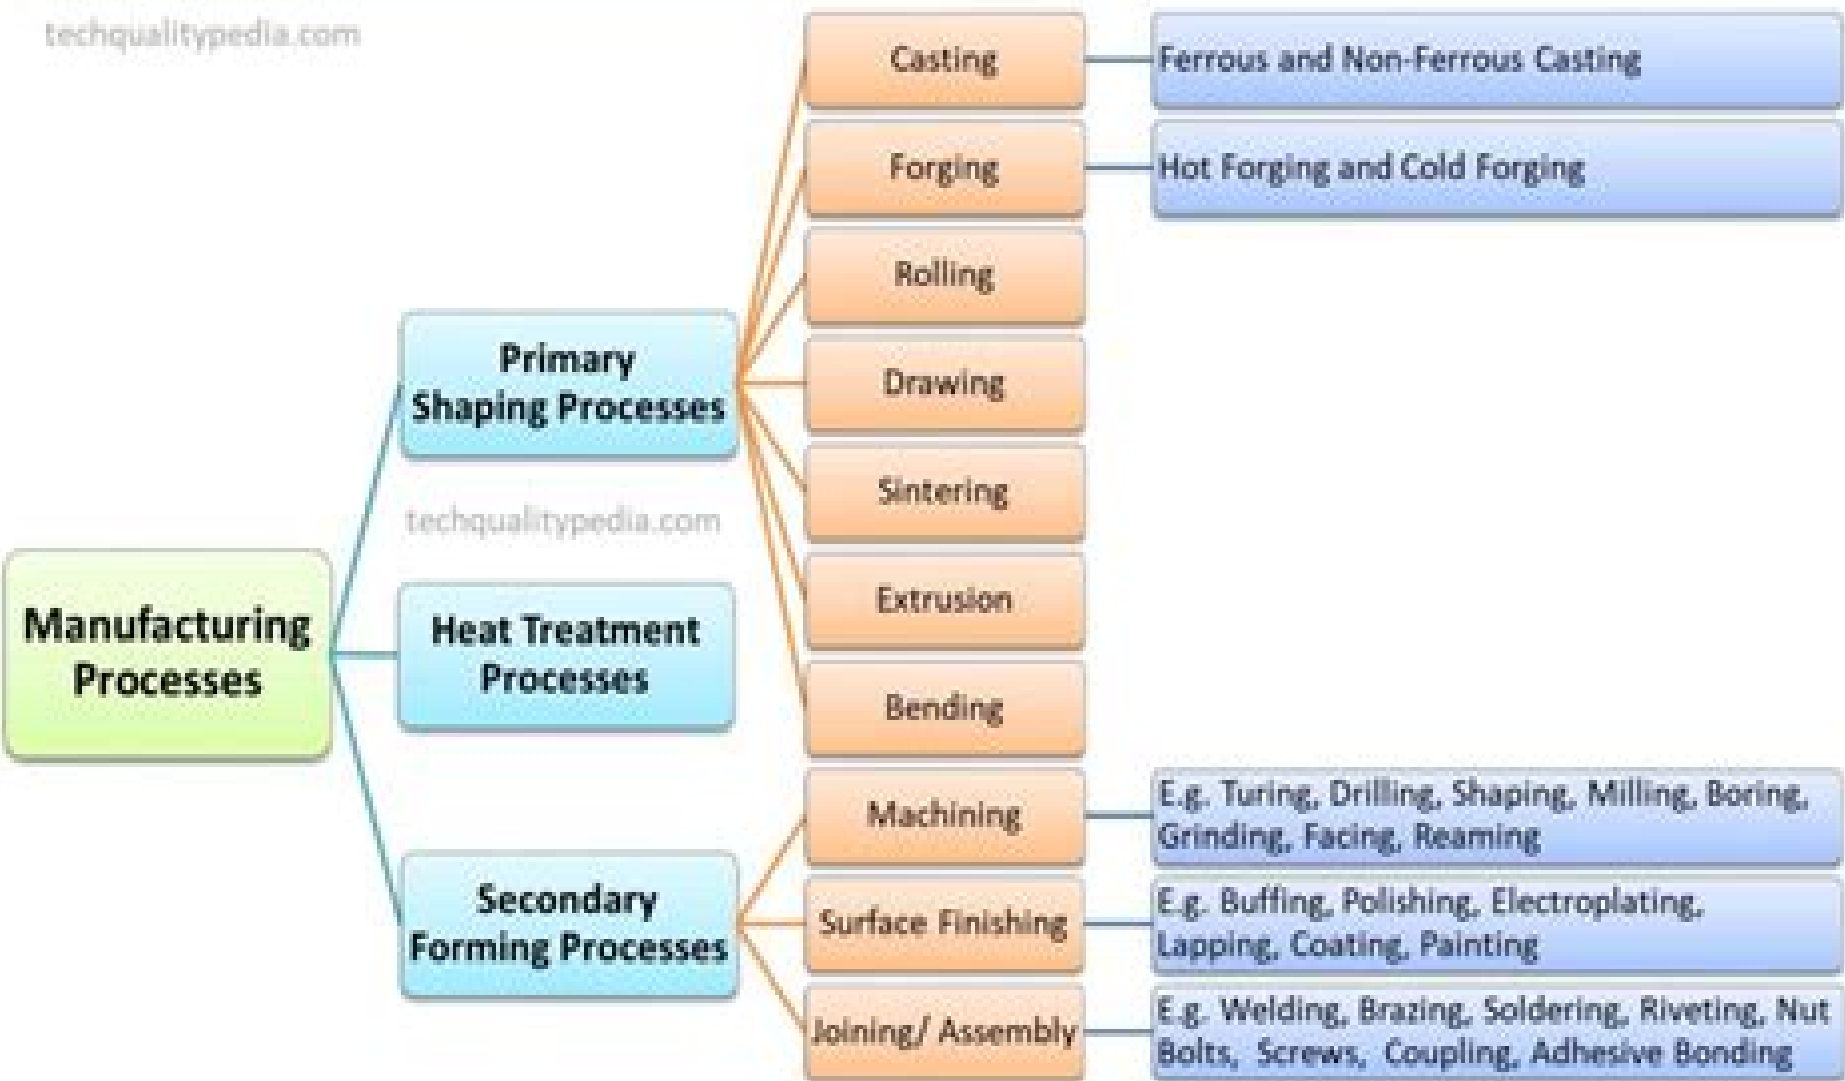 techqualitypedia.com
Manufacturing
Processes
Primary
Shaping Processes
techqualitypedia.com
Heat Treatment
Processes
Secondary
Forming Processes
Casting
Ferrous and Non-Ferrous Casting
Forging
Hot Forging and Cold Forging
Rolling
Drawing
Sintering
Extrusion
Bending
Machining
E.g. Turing, Drilling, Shaping, Milling, Boring,
Grinding, Facing, Reaming
Surface Finishing
E.g. Buffing, Polishing, Electroplating,
Lapping, Coating, Painting
Joining/ Assembly
E.g. Welding, Brazing, Soldering, Riveting, Nut
Bolts, Screws, Coupling, Adhesive Bonding